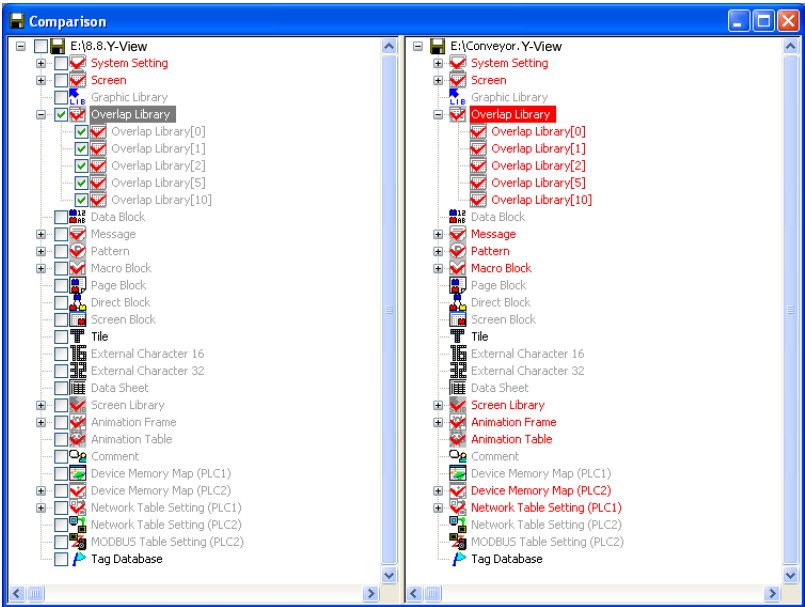 Comparison
E:\8.8.Y-View
System Setting
Screen
Graphic Library
Overlap Library
Overlap Library[0]
Overlap Library[1]
Overlap Library[2]
Overlap Library[5]
Overlap Library[10]
Data Block
Message
Pattern
Macro Block
Page Block
Direct Block
Screen Block
Tile
External Character 16
External Character 32
Data Sheet
Screen Library
Animation Frame
Animation Table
Comment
Device Memory Map (PLC1)
Device Memory Map (PLC2)
Network Table Setting (PLC1)
Network Table Setting (PLC2)
MODBUS Table Setting (PLC2)
Tag Database
E:\Conveyor.Y-View
System Setting
Screen
Graphic Library
Overlap Library
Overlap Library[0]
Overlap Library[1]
Overlap Library[2]
Overlap Library[5]
Overlap Library[10]
Data Block
Message
Pattern
Macro Block
Page Block
Direct Block
Screen Block
Tile
External Character 16
External Character 32
Data Sheet
Screen Library
Animation Frame
Animation Table
Comment
Device Memory Map (PLC1)
Device Memory Map (PLC2)
Network Table Setting (PLC1)
Network Table Setting (PLC2)
MODBUS Table Setting (PLC2)
Tag Database